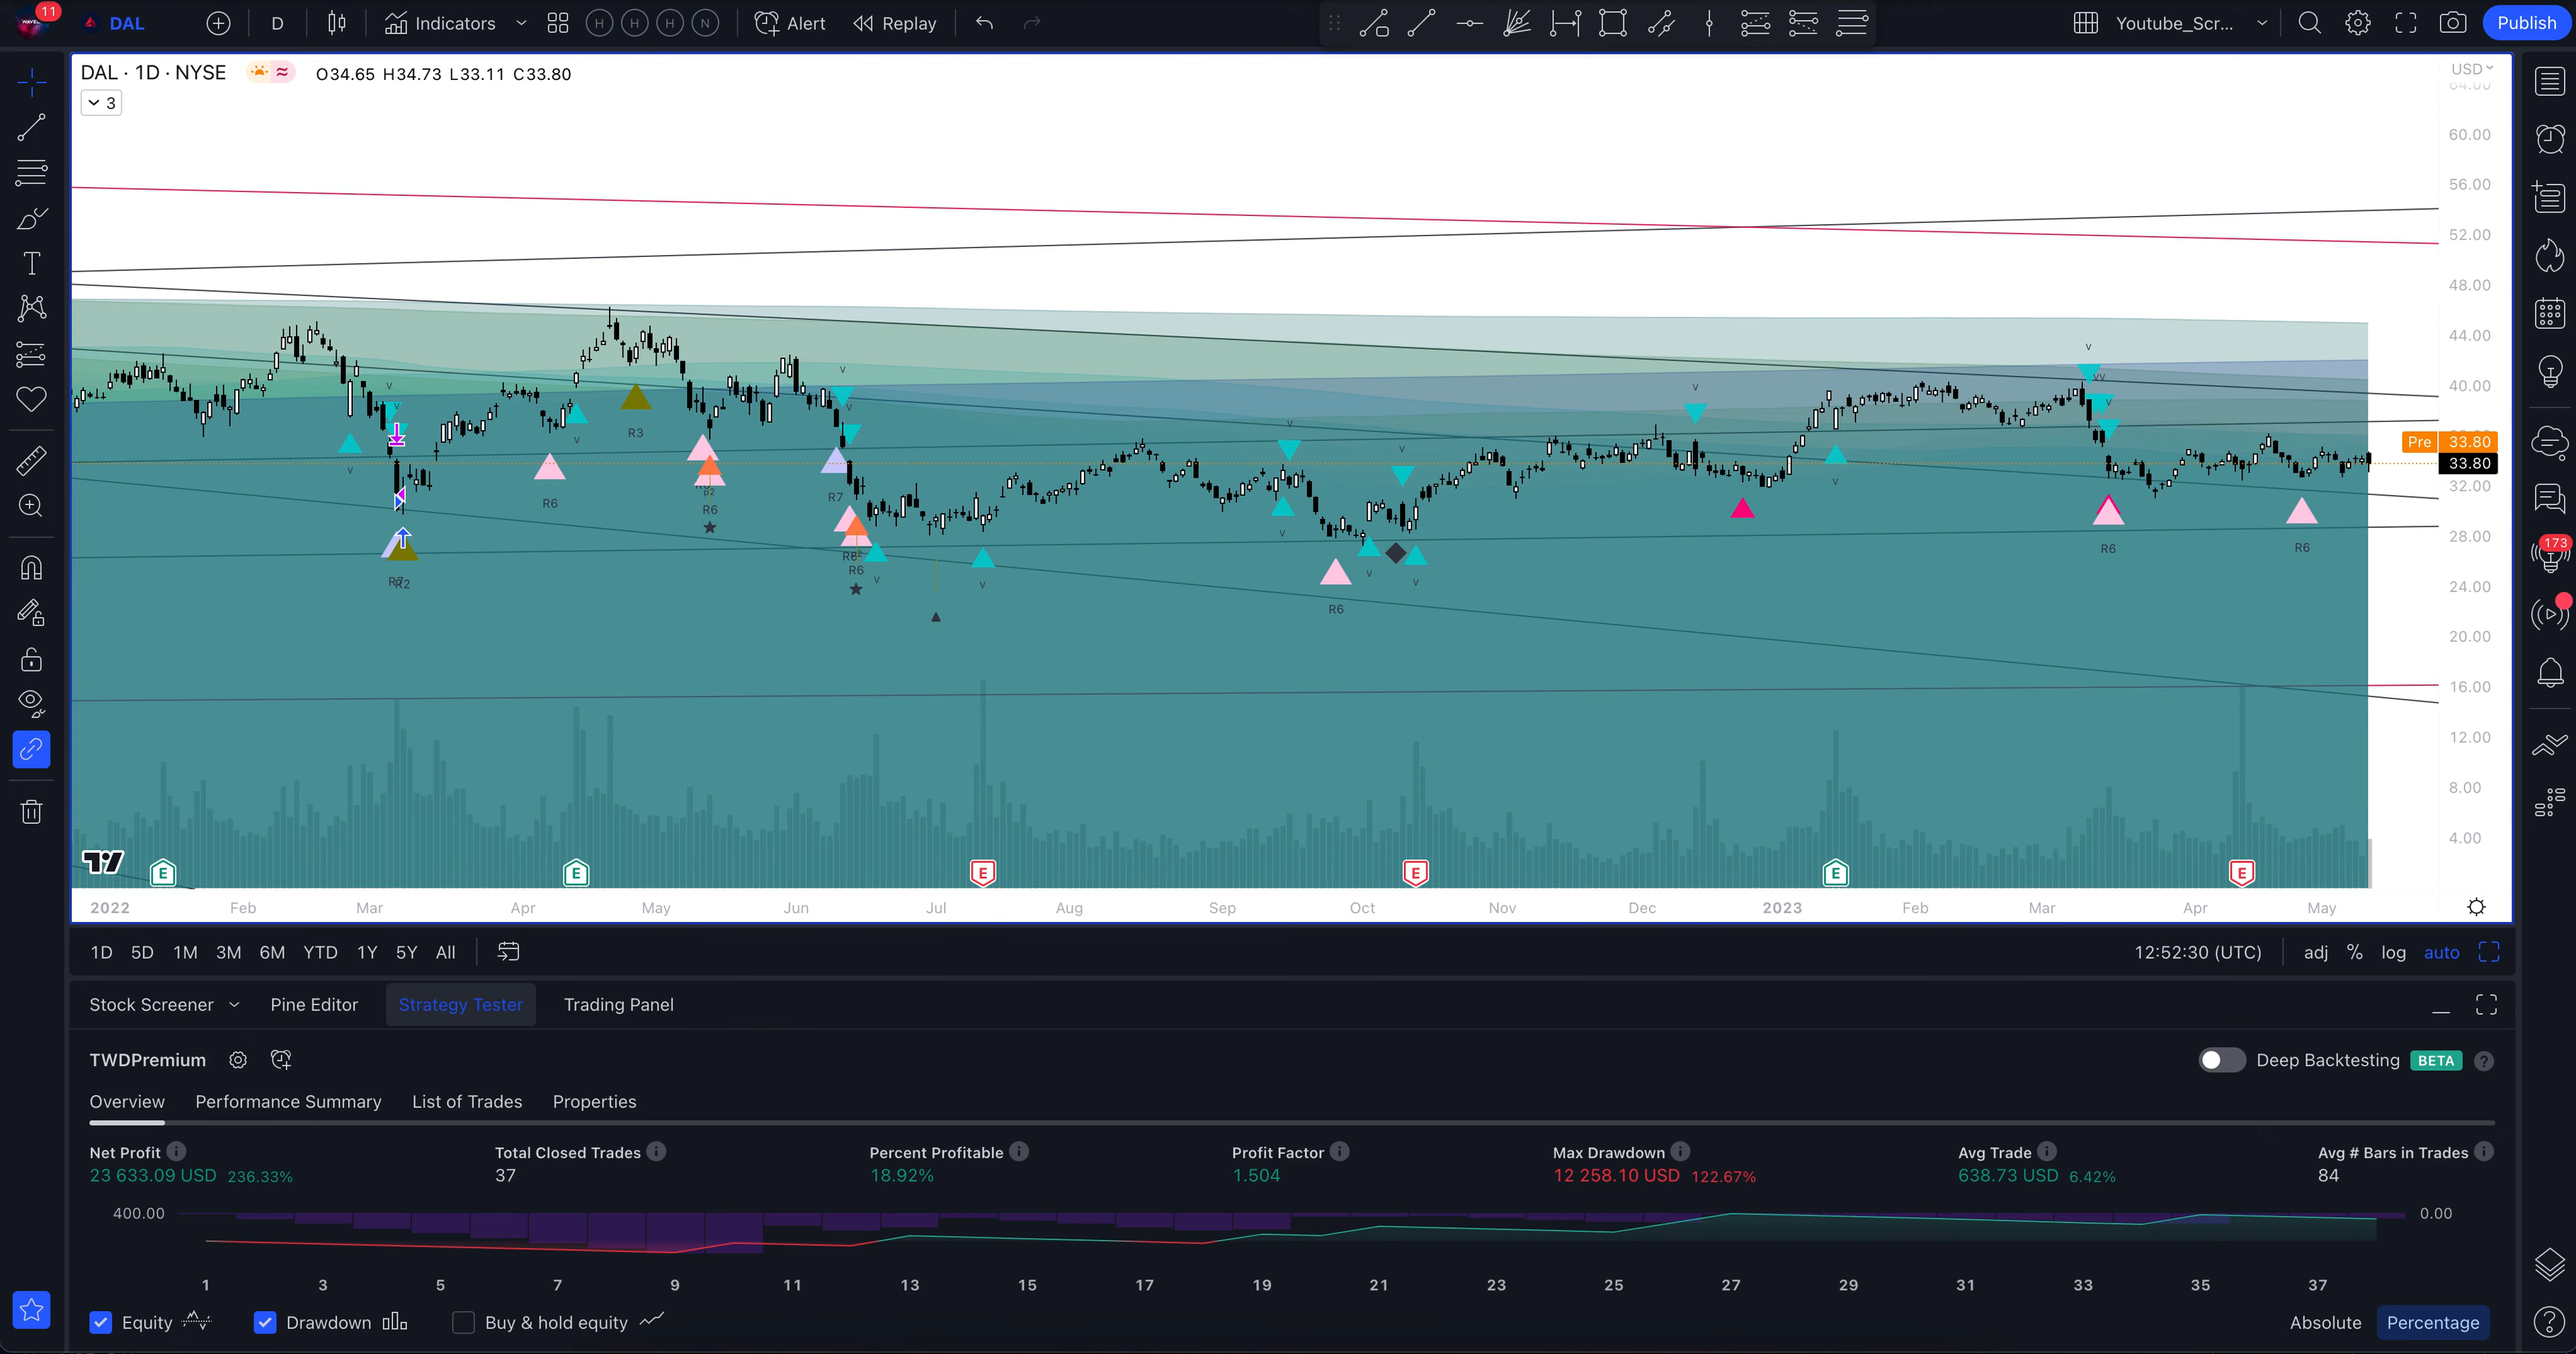 11
DAL
D
Indicators
H H H N
Alert
Replay
Youtube_Scr...
Publish
DAL · 1D · NYSE
O34.65 H34.73 L33.11 C33.80
3
USD
64.00
60.00
56.00
52.00
48.00
44.00
40.00
Pre 33.80
33.80
32.00
28.00
24.00
20.00
16.00
12.00
8.00
4.00
v
v
v
R7
R2
R6
v
R3
R6
v
v
R7
R6
R6
v
v
v
v
R6
v
v
v
v
v
v
v
R6
R6
173
E E E E E E
2022 Feb Mar Apr May Jun Jul Aug Sep Oct Nov Dec 2023 Feb Mar Apr May
1D 5D 1M 3M 6M YTD 1Y 5Y All
12:52:30 (UTC) adj % log auto
Stock Screener Pine Editor Strategy Tester Trading Panel
TWDPremium
Deep Backtesting BETA ?
Overview Performance Summary List of Trades Properties
Net Profit Total Closed Trades Percent Profitable Profit Factor Max Drawdown Avg Trade Avg # Bars in Trades
23 633.09 USD 236.33% 37 18.92% 1.504 12 258.10 USD 122.67% 638.73 USD 6.42% 84
400.00 0.00
1 3 5 7 9 11 13 15 17 19 21 23 25 27 29 31 33 35 37
Equity Drawdown Buy & hold equity Absolute Percentage